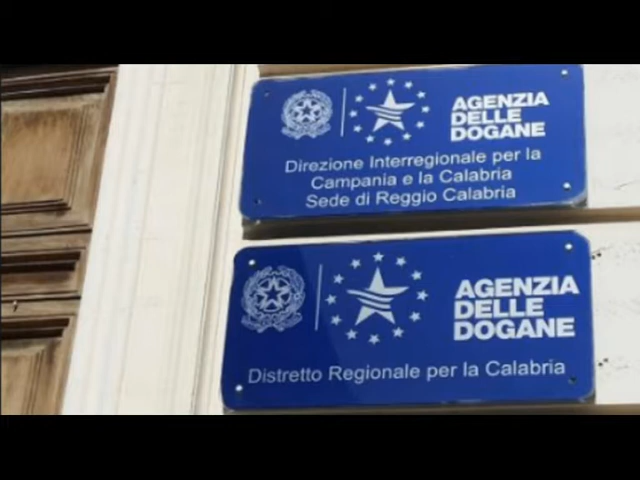 AGENZIA
DELLE
DOGANE
Direzione Interregionale per la
Campania e la Calabria
Sede di Reggio Calabria
AGENZIA
DELLE
DOGANE
Distretto Regionale per la Calabria